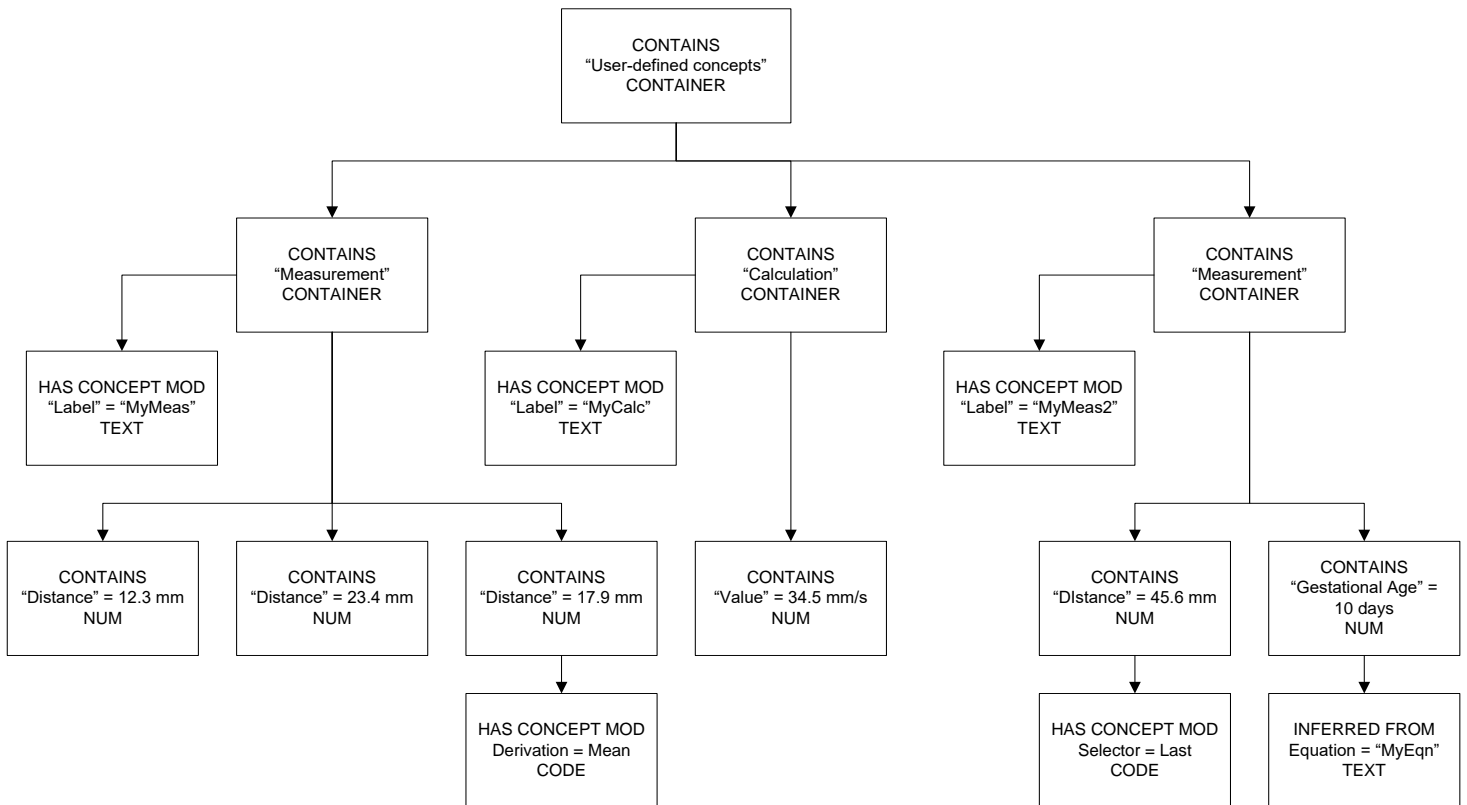 CONTAINS
“User-defined concepts”
CONTAINER
CONTAINS
“Measurement”
CONTAINER
CONTAINS
“Calculation”
CONTAINER
CONTAINS
“Measurement”
CONTAINER
HAS CONCEPT MOD
“Label” = “MyMeas”
TEXT
HAS CONCEPT MOD
“Label” = “MyCalc”
TEXT
HAS CONCEPT MOD
“Label” = “MyMeas2”
TEXT
CONTAINS
“Distance” = 12.3 mm
NUM
CONTAINS
“Distance” = 23.4 mm
NUM
CONTAINS
“Distance” = 17.9 mm
NUM
CONTAINS
“Value” = 34.5 mm/s
NUM
CONTAINS
“DIstance” = 45.6 mm
NUM
CONTAINS
“Gestational Age” =
10 days
NUM
HAS CONCEPT MOD
Derivation = Mean
CODE
HAS CONCEPT MOD
Selector = Last
CODE
INFERRED FROM
Equation = “MyEqn”
TEXT